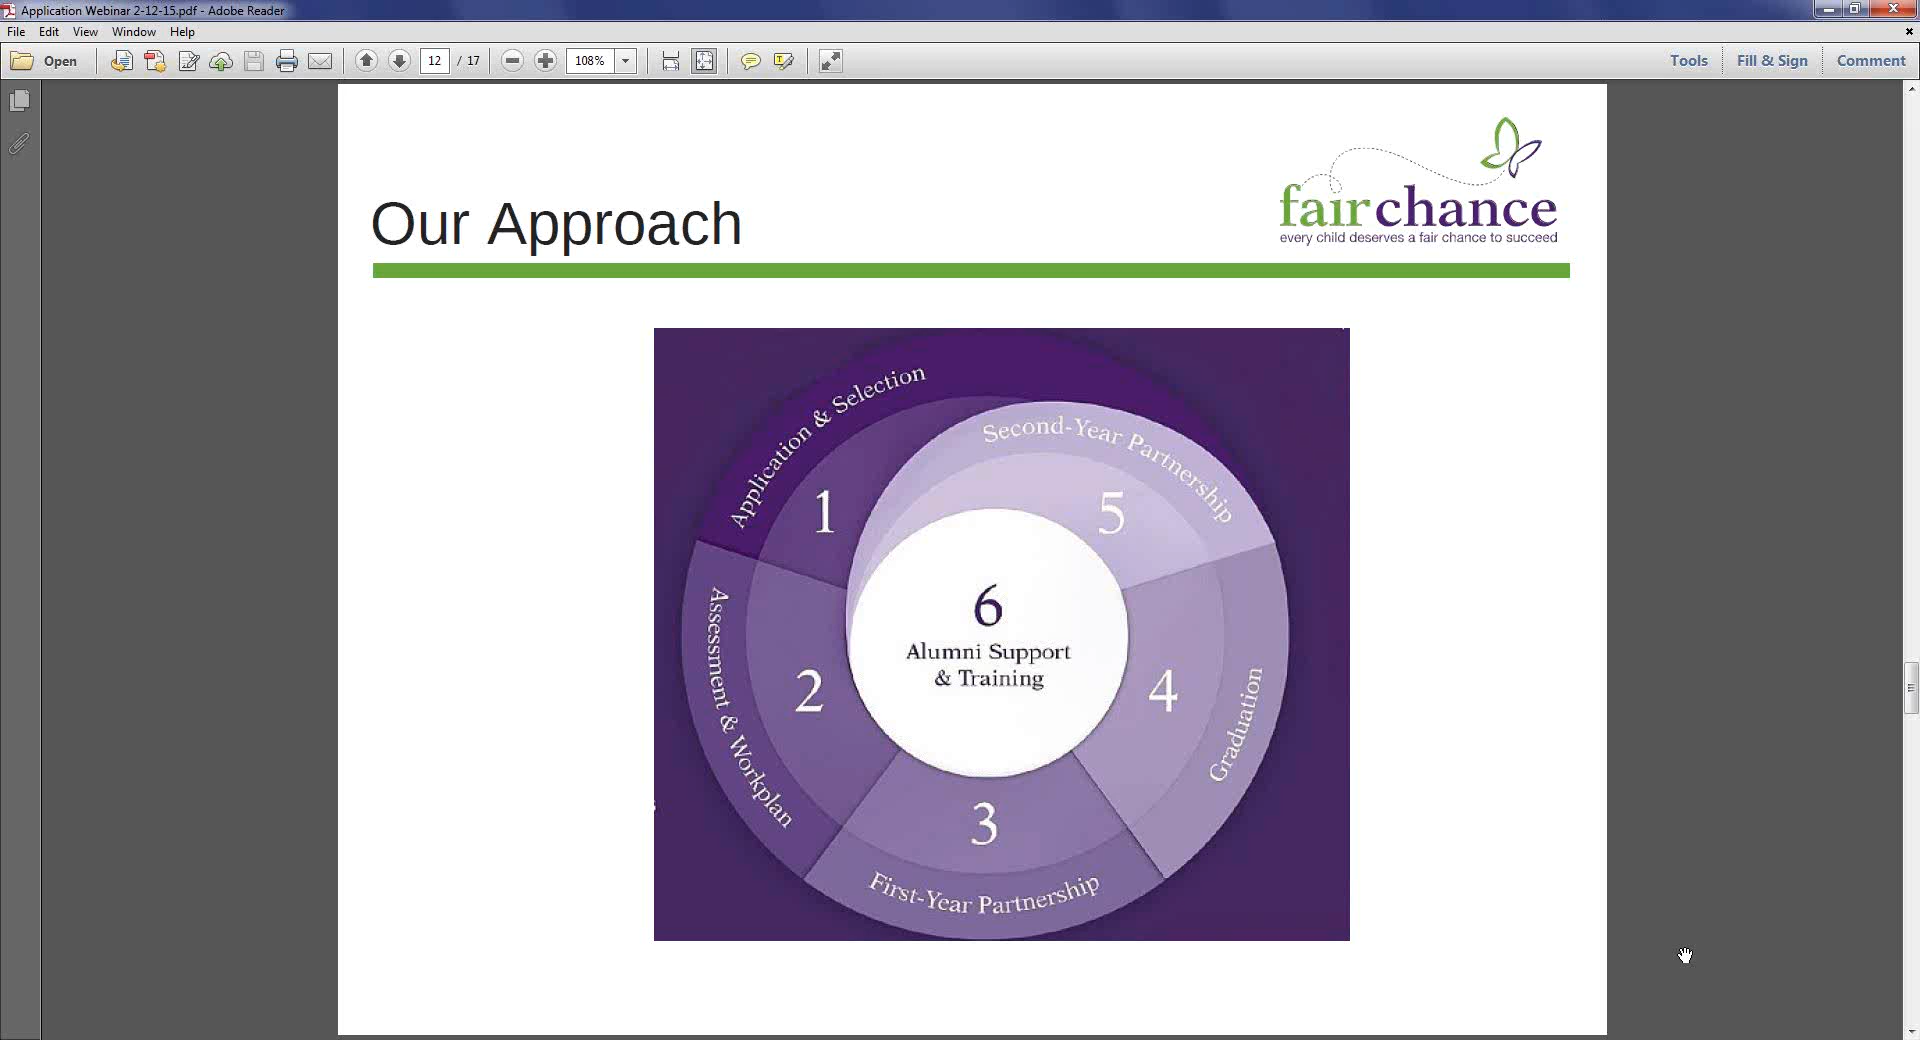 Application Webinar 2-12-15.pdf - Adobe Reader
File Edit View Window Help
Open
12 / 17
108%
Tools Fill & Sign Comment
fairchance
every child deserves a fair chance to succeed
Our Approach
Application & Selection
1
Assessment & Workplan
2
First-Year Partnership
3
Graduation
4
Second-Year Partnership
5
6
Alumni Support
& Training